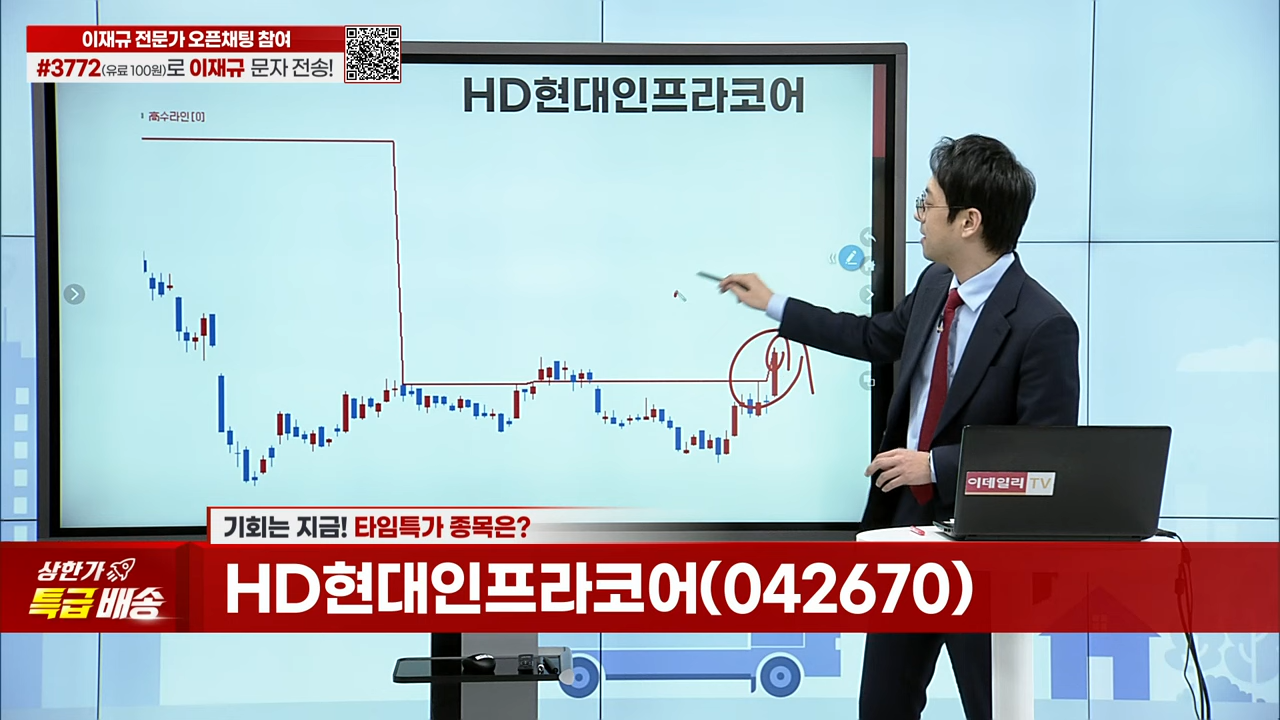 이재규 전문가 오픈채팅 참여
#3772(유료 100원)로 이재규 문자 전송!
HD현대인프라코어
高수라인[0]
이데일리 TV
기회는 지금! 타임특가 종목은?
상한가
특급 배송
HD현대인프라코어(042670)